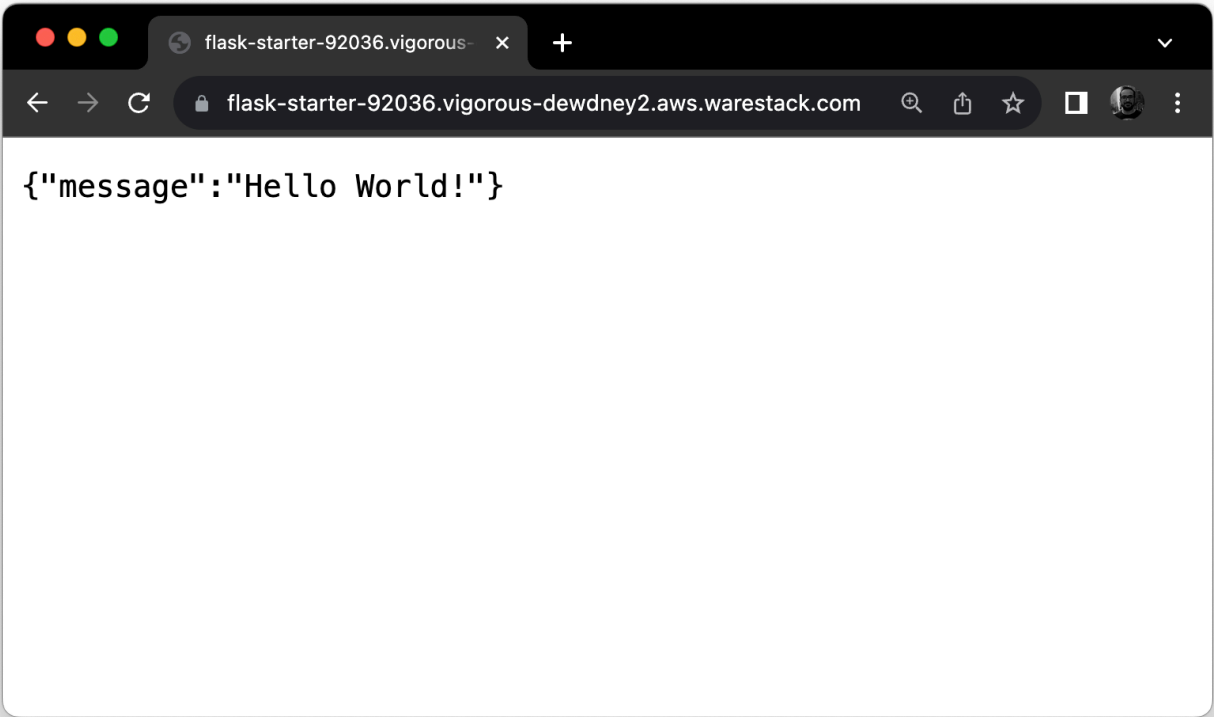 flask-starter-92036.vigorous-
flask-starter-92036.vigorous-dewdney2.aws.warestack.com
{"message":"Hello World!"}